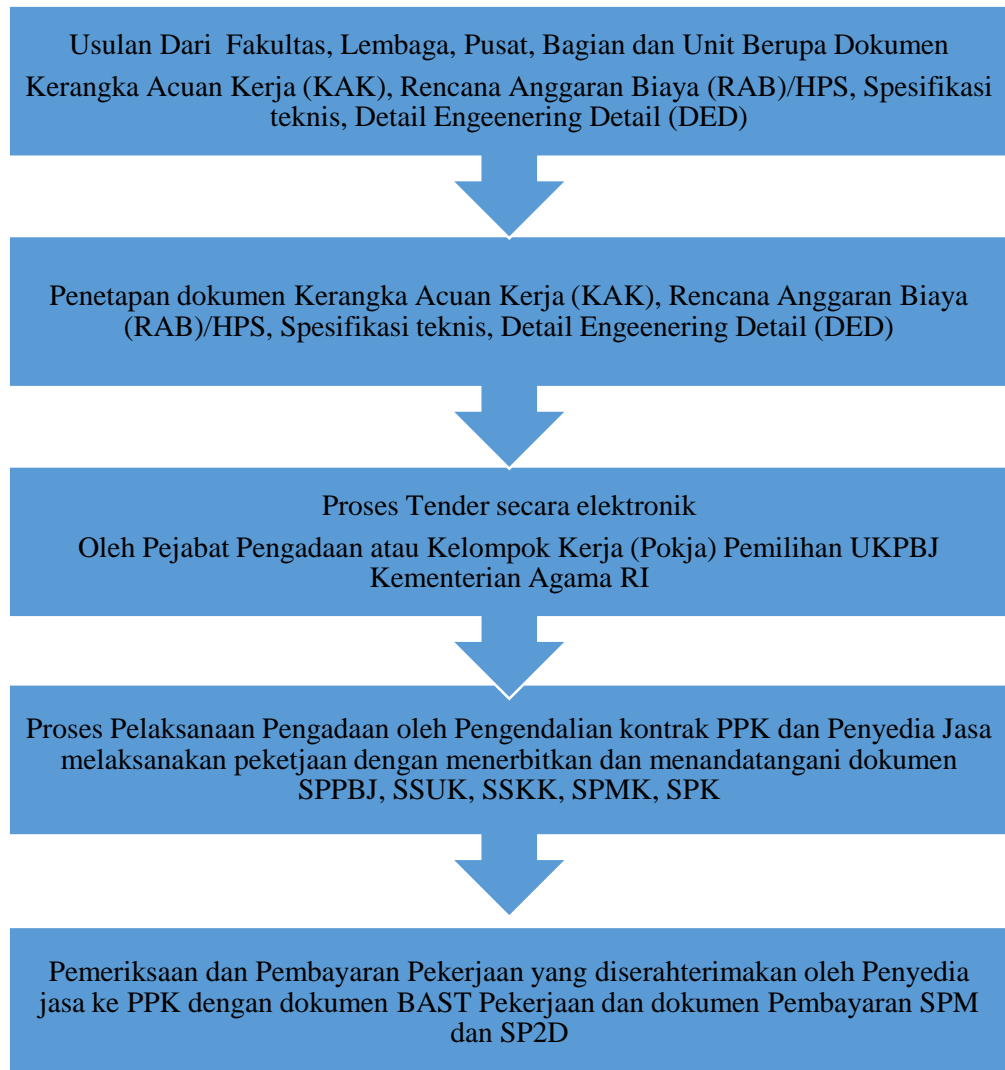 Usulan Dari  Fakultas, Lembaga, Pusat, Bagian dan Unit Berupa Dokumen
Kerangka Acuan Kerja (KAK), Rencana Anggaran Biaya (RAB)/HPS, Spesifikasi
teknis, Detail Engeenering Detail (DED)
Penetapan dokumen Kerangka Acuan Kerja (KAK), Rencana Anggaran Biaya
(RAB)/HPS, Spesifikasi teknis, Detail Engeenering Detail (DED)
Proses Tender secara elektronik
Oleh Pejabat Pengadaan atau Kelompok Kerja (Pokja) Pemilihan UKPBJ
Kementerian Agama RI
Proses Pelaksanaan Pengadaan oleh Pengendalian kontrak PPK dan Penyedia Jasa
melaksanakan peketjaan dengan menerbitkan dan menandatangani dokumen
SPPBJ, SSUK, SSKK, SPMK, SPK
Pemeriksaan dan Pembayaran Pekerjaan yang diserahterimakan oleh Penyedia
jasa ke PPK dengan dokumen BAST Pekerjaan dan dokumen Pembayaran SPM
dan SP2D